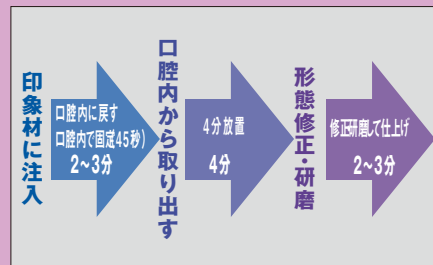 印象材に注入
口腔内に戻す
口腔内で固定45秒)
2~3分
口腔内から取り出す
4分放置
4分
形態修正・研磨
修正研磨して仕上げ
2~3分